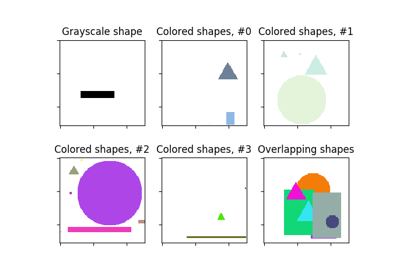 Grayscale shape
Colored shapes, #0
Colored shapes, #1
Colored shapes, #2
Colored shapes, #3
Overlapping shapes